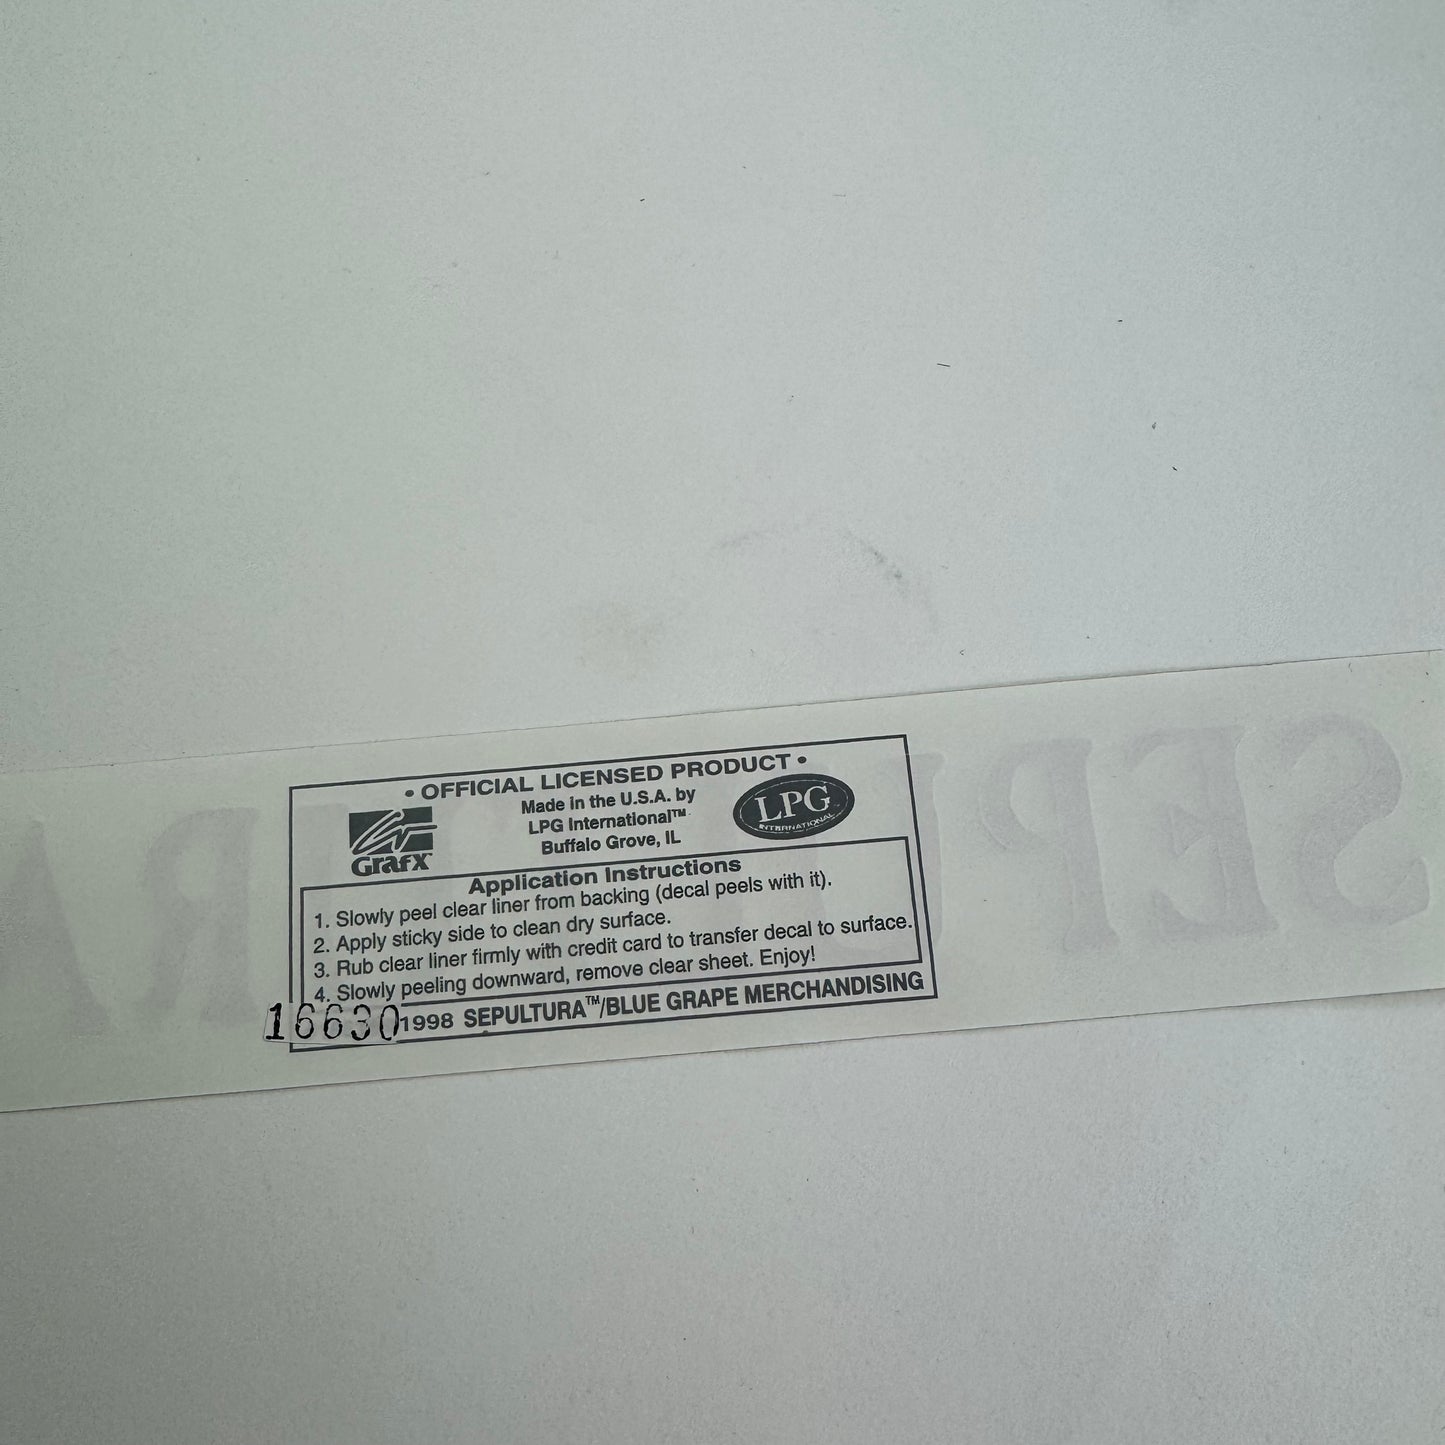 • OFFICIAL LICENSED PRODUCT •
Made in the U.S.A. by
LPG International™
Buffalo Grove, IL
GrafX
LPG
INTERNATIONAL
Application Instructions
1. Slowly peel clear liner from backing (decal peels with it).
2. Apply sticky side to clean dry surface.
3. Rub clear liner firmly with credit card to transfer decal to surface.
4. Slowly peeling downward, remove clear sheet. Enjoy!
16630 1998 SEPULTURA™/BLUE GRAPE MERCHANDISING